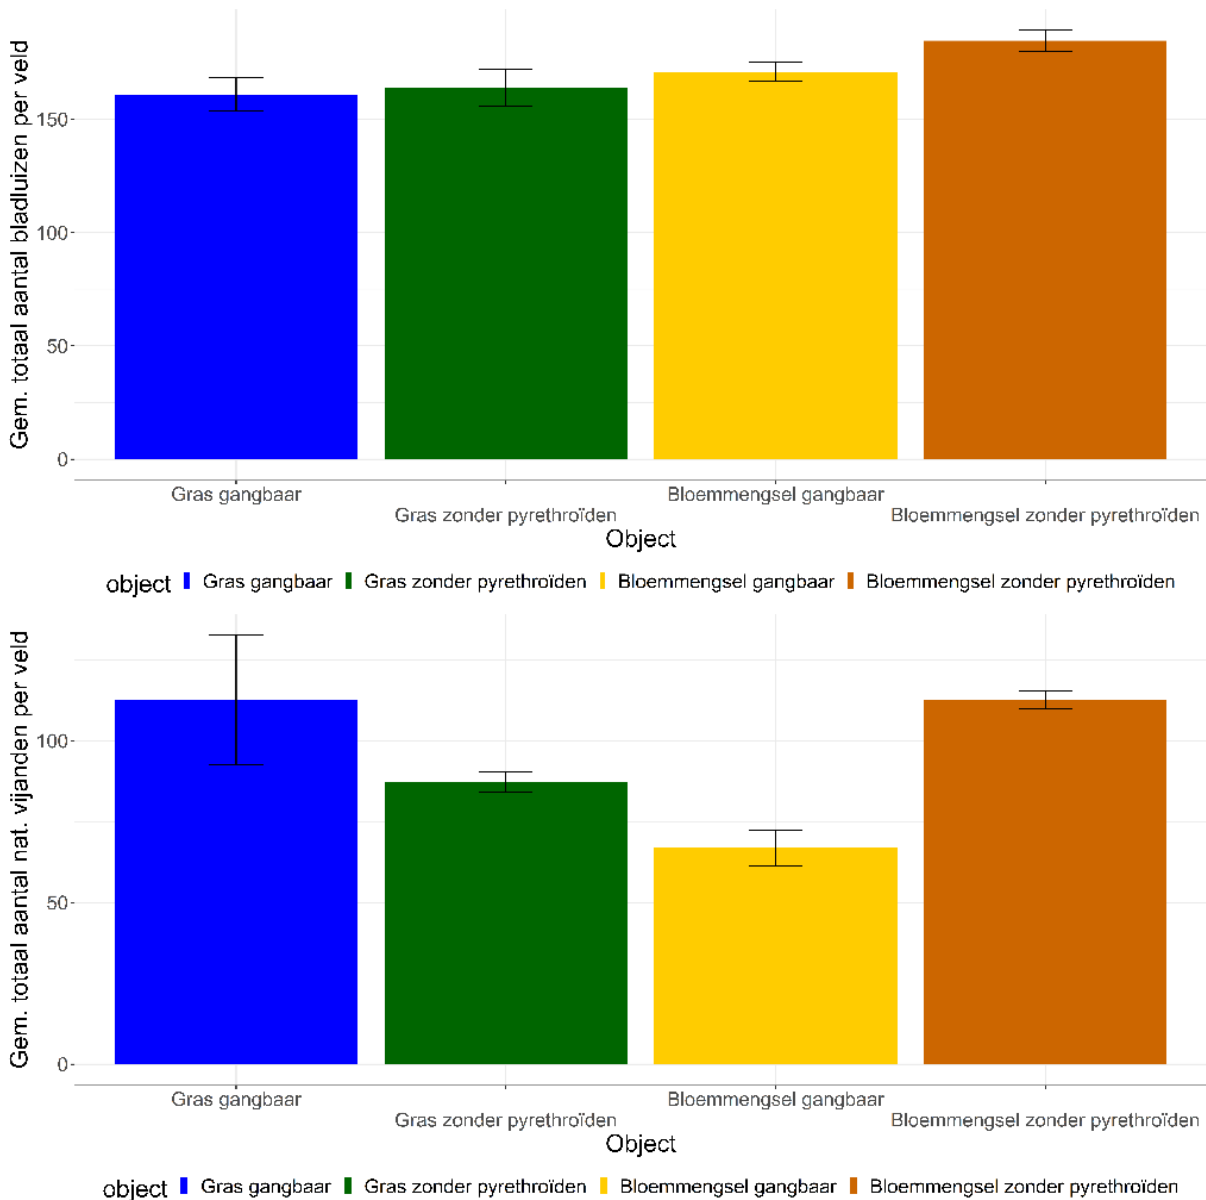 Gem. totaal aantal bladluizen per veld
150
100
50
0
Gras gangbaar
Gras zonder pyrethroïden
Bloemmengsel gangbaar
Bloemmengsel zonder pyrethroïden
Object
object Gras gangbaar Gras zonder pyrethroïden Bloemmengsel gangbaar Bloemmengsel zonder pyrethroïden
Gem. totaal aantal nat. vijanden per veld
100
50
0
Gras gangbaar
Gras zonder pyrethroïden
Bloemmengsel gangbaar
Bloemmengsel zonder pyrethroïden
Object
object Gras gangbaar Gras zonder pyrethroïden Bloemmengsel gangbaar Bloemmengsel zonder pyrethroïden